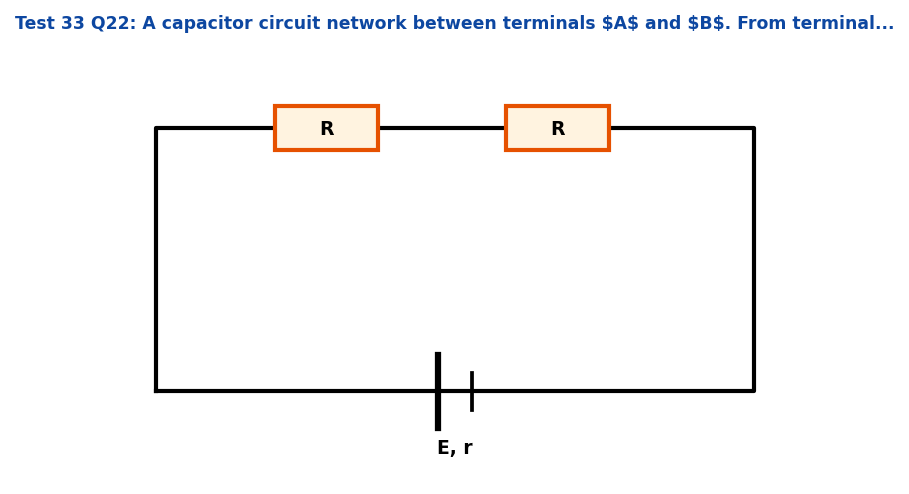 Test 33 Q22: A capacitor circuit network between terminals $A$ and $B$. From terminal...
R
R
E, r